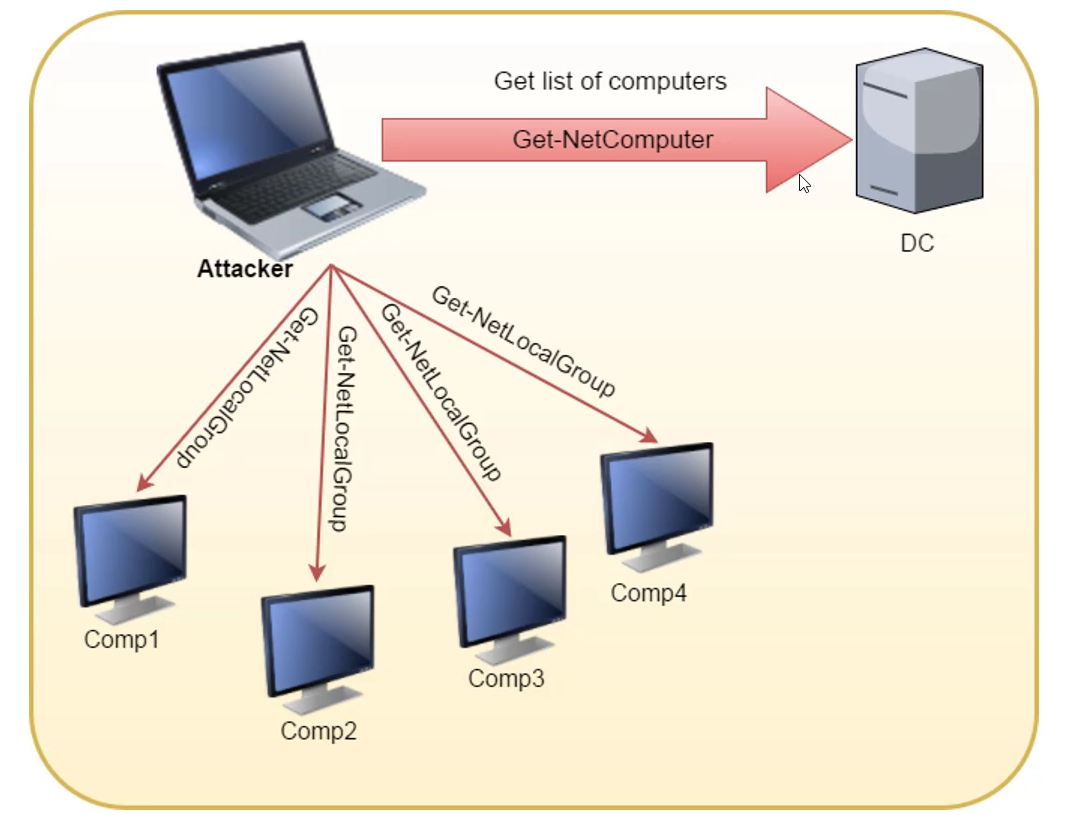 Get list of computers
Get-NetComputer
DC
Attacker
Get-NetLocalGroup
Get-NetLocalGroup
Get-NetLocalGroup
Get-NetLocalGroup
Comp1
Comp2
Comp3
Comp4